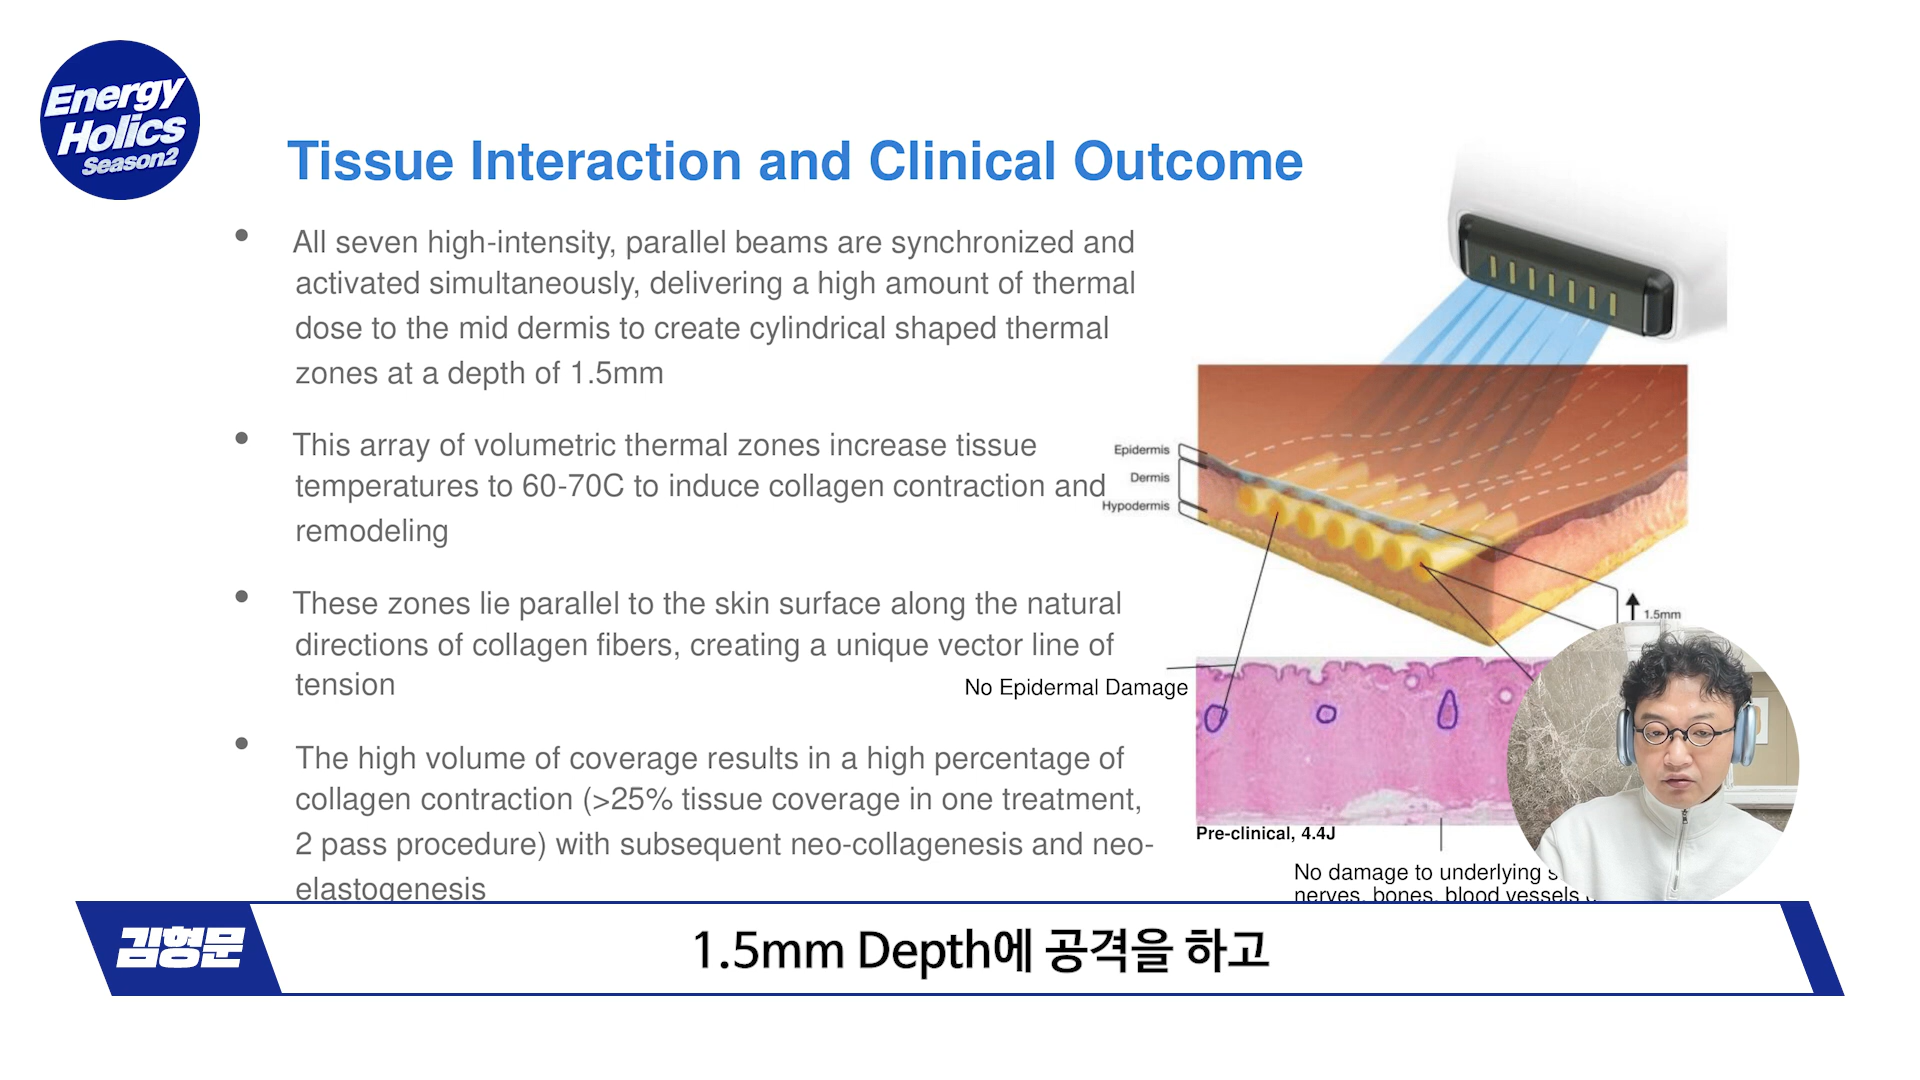 Energy
Holics
Season2
Tissue Interaction and Clinical Outcome
• All seven high-intensity, parallel beams are synchronized and
activated simultaneously, delivering a high amount of thermal
dose to the mid dermis to create cylindrical shaped thermal
zones at a depth of 1.5mm
• This array of volumetric thermal zones increase tissue
temperatures to 60-70C to induce collagen contraction and
remodeling
• These zones lie parallel to the skin surface along the natural
directions of collagen fibers, creating a unique vector line of
tension
• The high volume of coverage results in a high percentage of
collagen contraction (>25% tissue coverage in one treatment,
2 pass procedure) with subsequent neo-collagenesis and neo-
elastogenesis
Epidermis
Dermis
Hypodermis
1.5mm
No Epidermal Damage
Pre-clinical, 4.4J
No damage to underlying
nerves, bones, blood vessels
김형문
1.5mm Depth에 공격을 하고